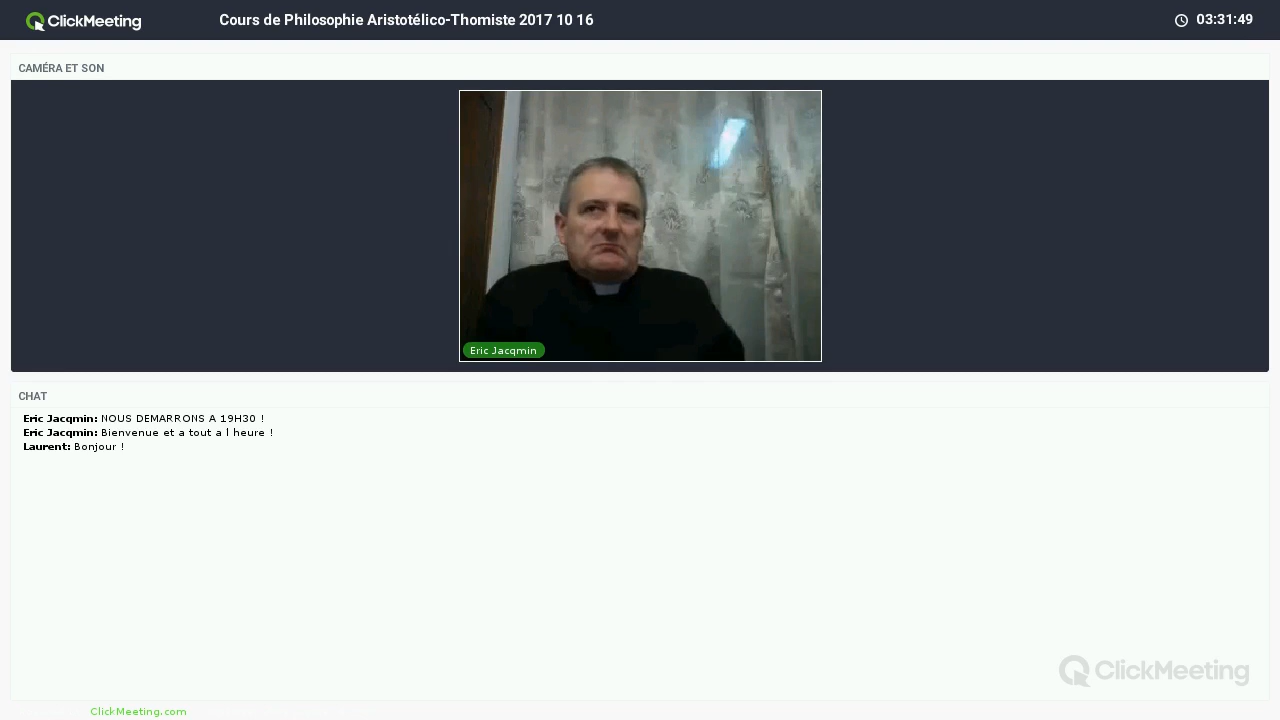 ClickMeeting
Cours de Philosophie Aristotélico-Thomiste 2017 10 16
03:31:49
CAMÉRA ET SON
Eric Jacqmin
CHAT
Eric Jacqmin: NOUS DEMARRONS A 19H30 !
Eric Jacqmin: Bienvenue et a tout a l heure !
Laurent: Bonjour !
ClickMeeting
ClickMeeting.com